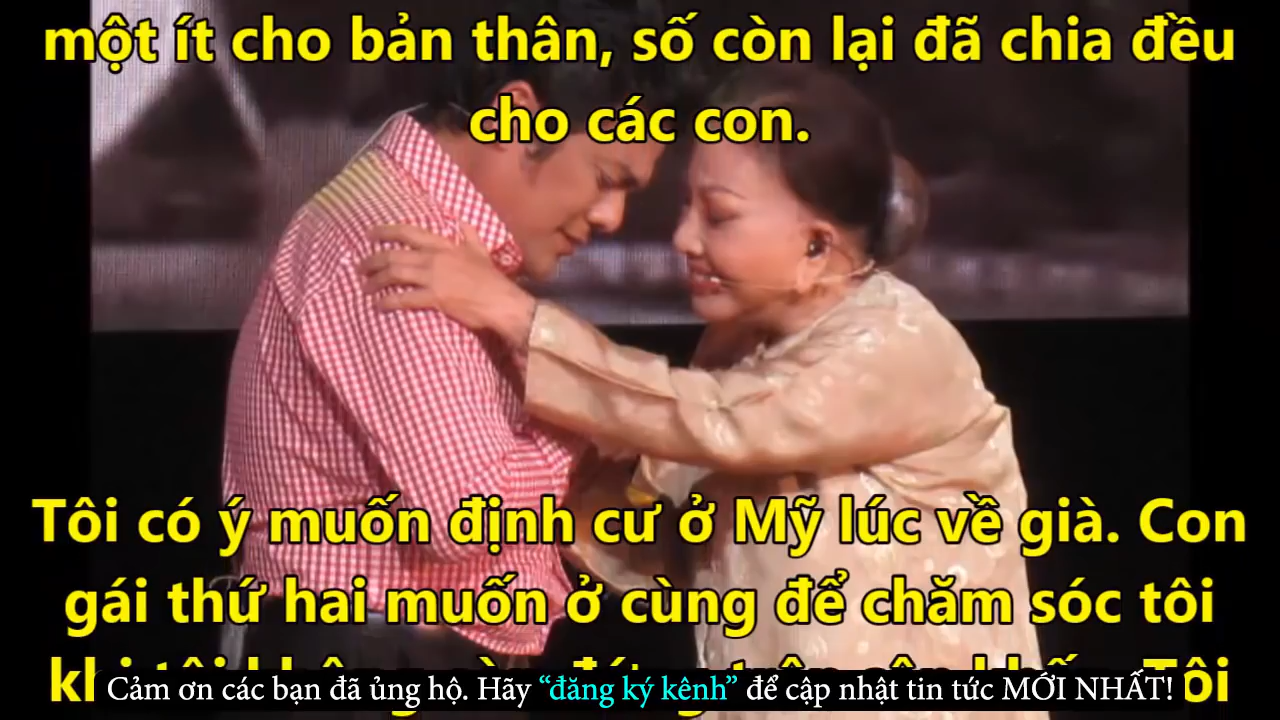 một ít cho bản thân, số còn lại đã chia đều
cho các con.
Tôi có ý muốn định cư ở Mỹ lúc về già. Con
gái thứ hai muốn ở cùng để chăm sóc tôi
Tôi
Cảm ơn các bạn đã ủng hộ. Hãy “đăng ký kênh” để cập nhật tin tức MỚI NHẤT!